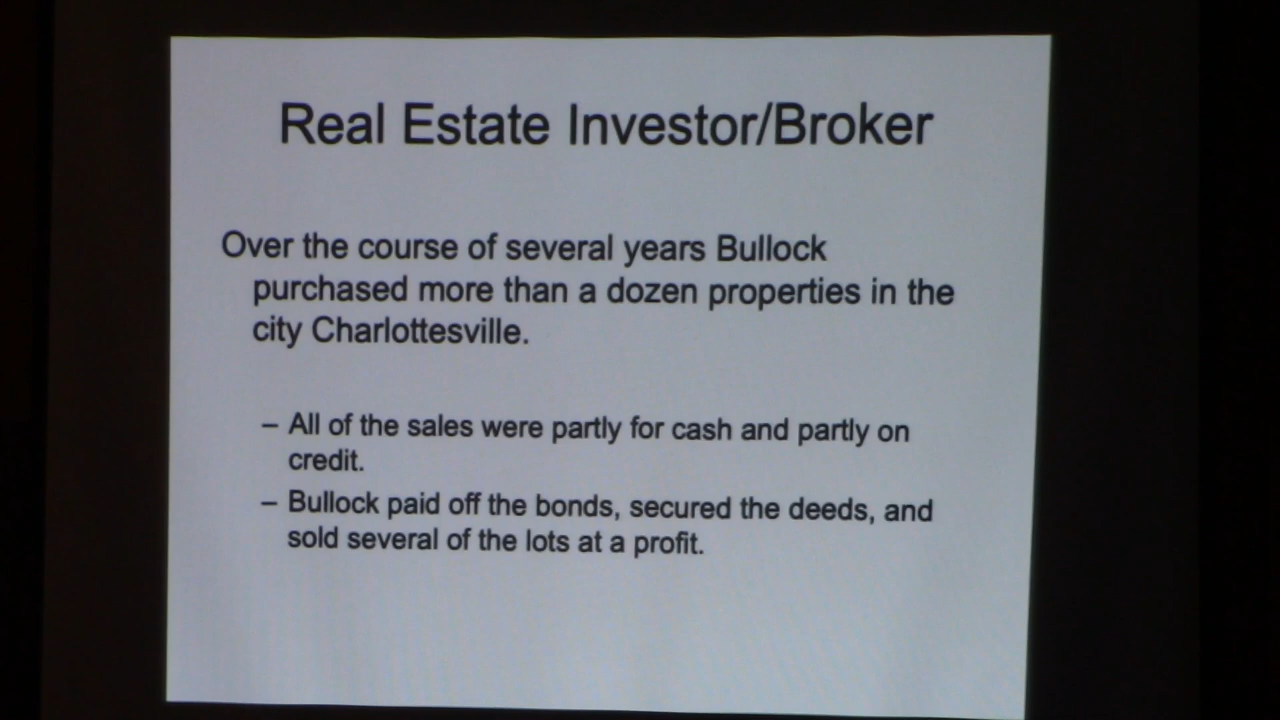 Real Estate Investor/Broker
Over the course of several years Bullock
purchased more than a dozen properties in the
city Charlottesville.
– All of the sales were partly for cash and partly on
credit.
– Bullock paid off the bonds, secured the deeds, and
sold several of the lots at a profit.